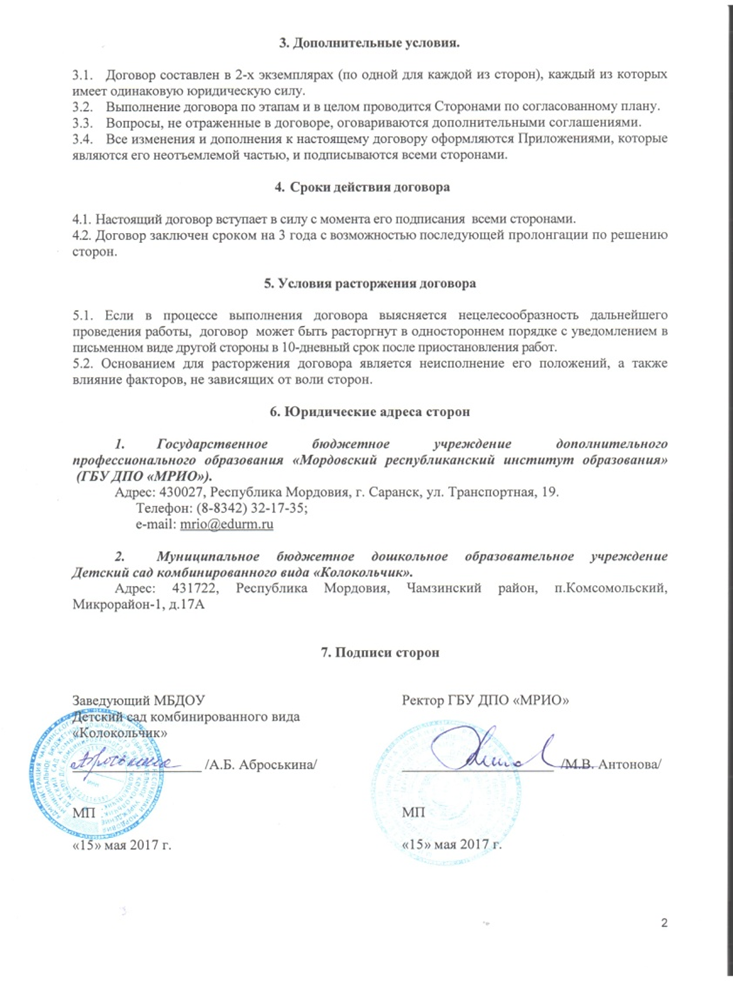 3. Дополнительные условия.
3.1. Договор составлен в 2-х экземплярах (по одной для каждой из сторон), каждый из которых
имеет одинаковую юридическую силу.
3.2. Выполнение договора по этапам и в целом проводится Сторонами по согласованному плану.
3.3. Вопросы, не отраженные в договоре, оговариваются дополнительными соглашениями.
3.4. Все изменения и дополнения к настоящему договору оформляются Приложениями, которые
являются его неотъемлемой частью, и подписываются всеми сторонами.
4. Сроки действия договора
4.1. Настоящий договор вступает в силу с момента его подписания всеми сторонами.
4.2. Договор заключен сроком на 3 года с возможностью последующей пролонгации по решению
сторон.
5. Условия расторжения договора
5.1. Если в процессе выполнения договора выясняется нецелесообразность дальнейшего
проведения работы, договор может быть расторгнут в одностороннем порядке с уведомлением в
письменном виде другой стороны в 10-дневный срок после приостановления работ.
5.2. Основанием для расторжения договора является неисполнение его положений, а также
влияние факторов, не зависящих от воли сторон.
6. Юридические адреса сторон
1. Государственное бюджетное учреждение дополнительного
профессионального образования «Мордовский республиканский институт образования»
(ГБУ ДПО «МРИО»).
Адрес: 430027, Республика Мордовия, г. Саранск, ул. Транспортная, 19.
Телефон: (8-8342) 32-17-35;
e-mail: mrio@edurm.ru
2. Муниципальное бюджетное дошкольное образовательное учреждение
Детский сад комбинированного вида «Колокольчик».
Адрес: 431722, Республика Мордовия, Чамзинский район, п.Комсомольский,
Микрорайон-1, д.17А
7. Подписи сторон
Заведующий МБДОУ
Детский сад комбинированного вида
«Колокольчик»
/А.Б. Аброськина/
МП
«15» мая 2017 г.
Ректор ГБУ ДПО «МРИО»
/М.В. Антонова/
МП
«15» мая 2017 г.
2